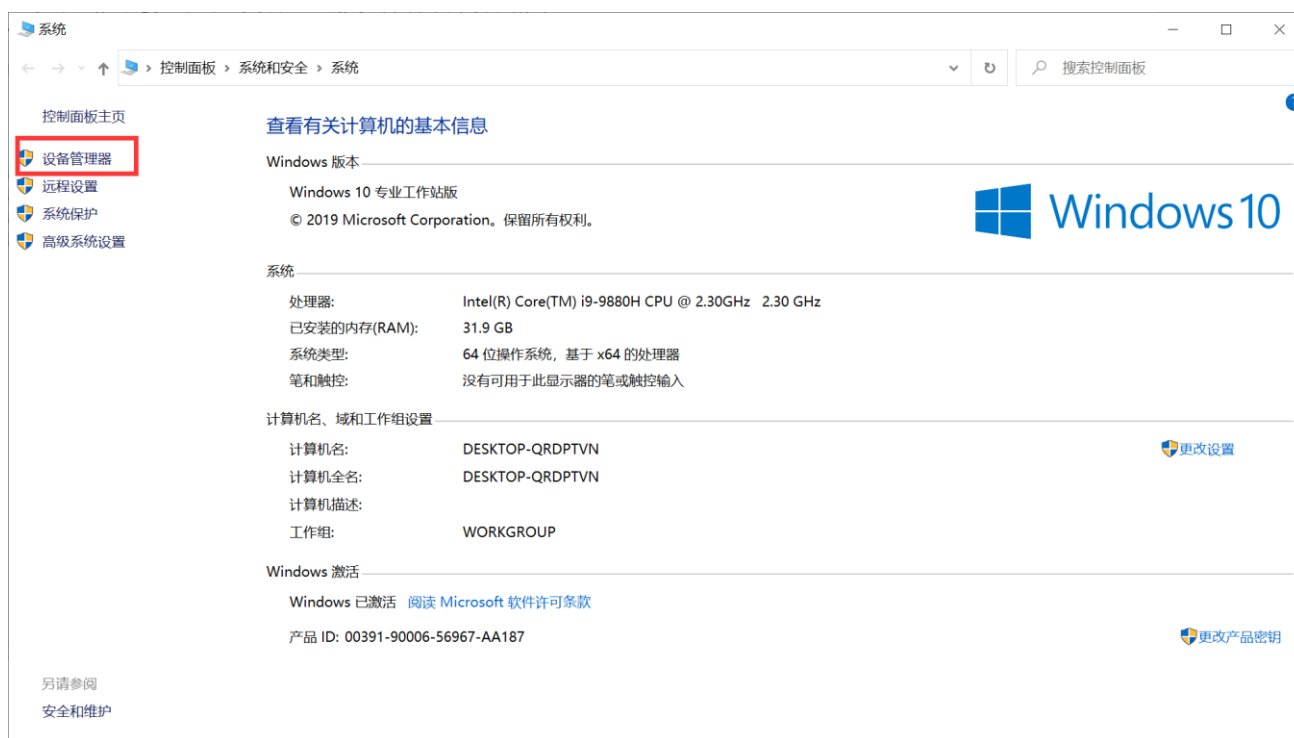 系统
控制面板 › 系统和安全 › 系统
搜索控制面板
控制面板主页
设备管理器
远程设置
系统保护
高级系统设置
查看有关计算机的基本信息
Windows 版本
Windows 10 专业工作站版
© 2019 Microsoft Corporation。保留所有权利。
Windows 10
系统
处理器: Intel(R) Core(TM) i9-9880H CPU @ 2.30GHz 2.30 GHz
已安装的内存(RAM): 31.9 GB
系统类型: 64 位操作系统，基于 x64 的处理器
笔和触控: 没有可用于此显示器的笔或触控输入
计算机名、域和工作组设置
计算机名: DESKTOP-QRDPTVN 更改设置
计算机全名: DESKTOP-QRDPTVN
计算机描述:
工作组: WORKGROUP
Windows 激活
Windows 已激活 阅读 Microsoft 软件许可条款
产品 ID: 00391-90006-56967-AA187 更改产品密钥
另请参阅
安全和维护